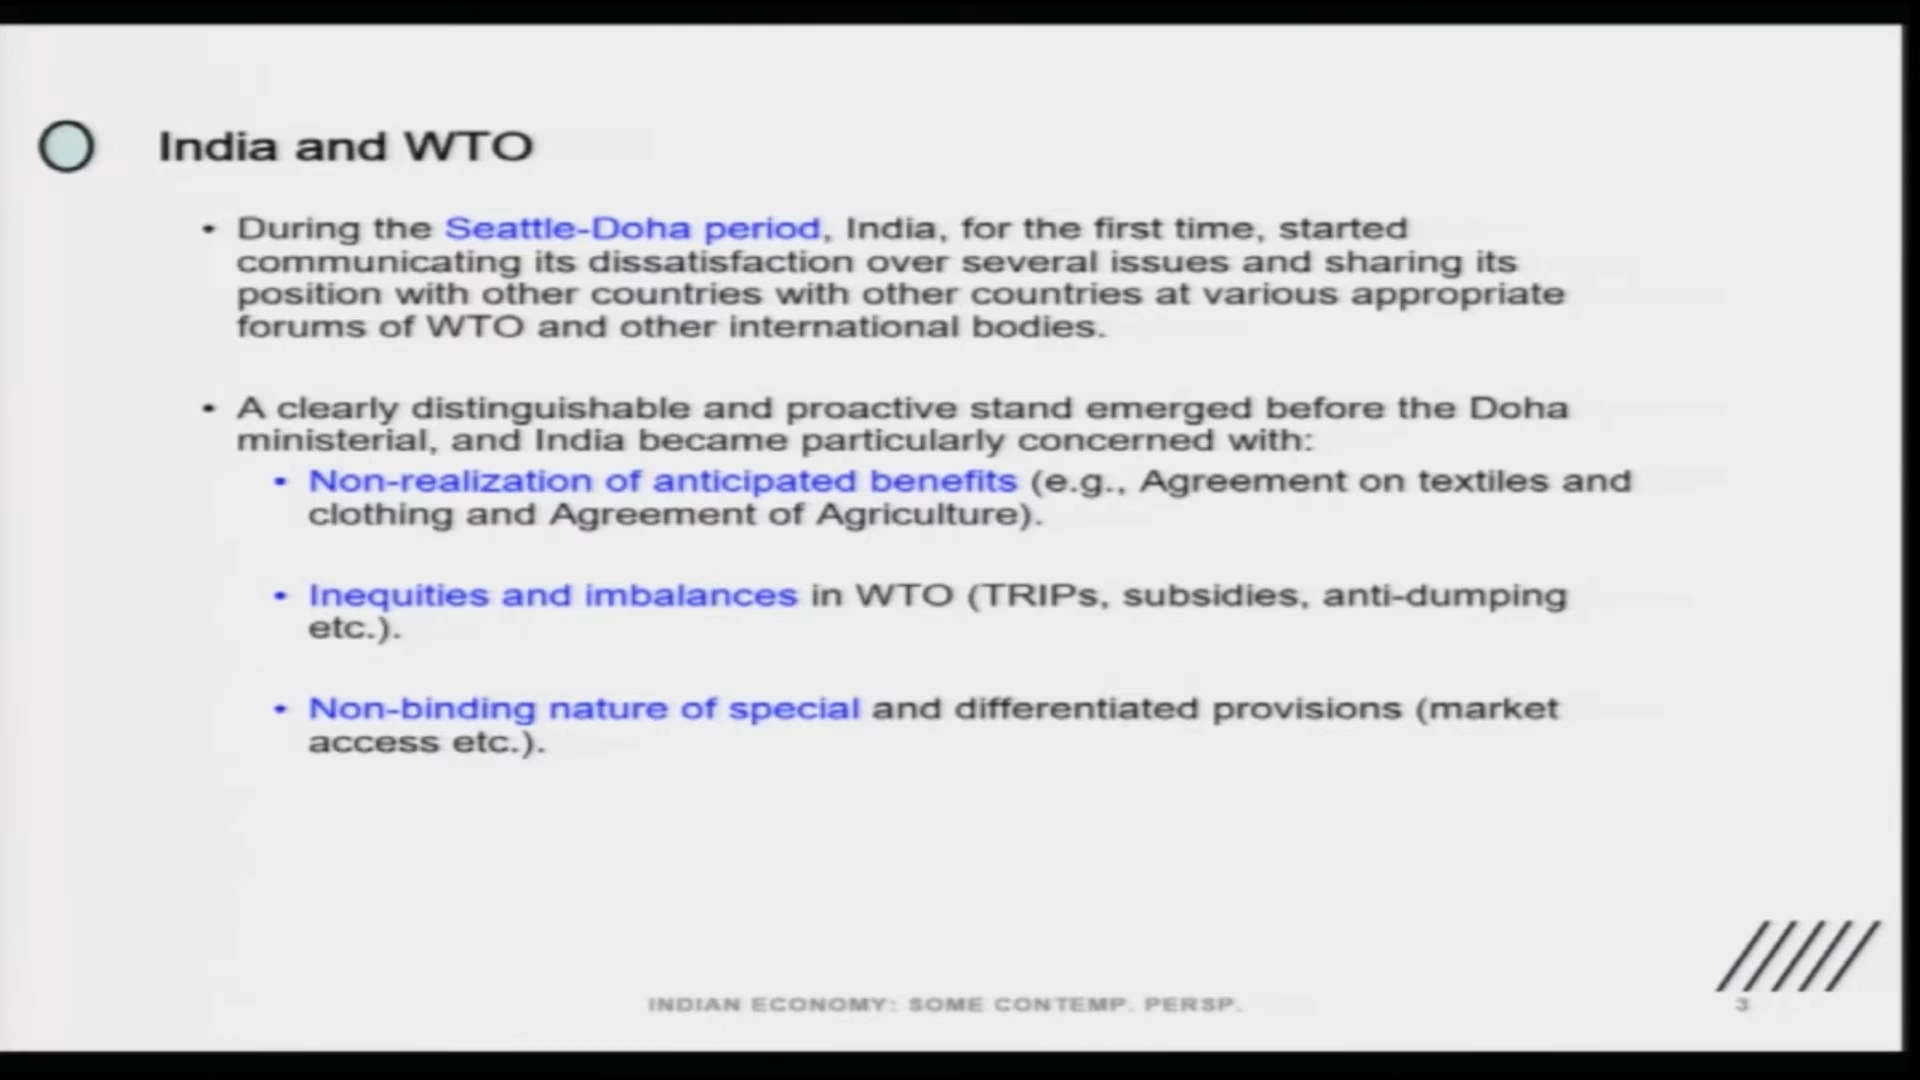 India and WTO
• During the Seattle-Doha period, India, for the first time, started
communicating its dissatisfaction over several issues and sharing its
position with other countries with other countries at various appropriate
forums of WTO and other international bodies.
• A clearly distinguishable and proactive stand emerged before the Doha
ministerial, and India became particularly concerned with:
• Non-realization of anticipated benefits (e.g., Agreement on textiles and
clothing and Agreement of Agriculture).
• Inequities and imbalances in WTO (TRIPs, subsidies, anti-dumping
etc.).
• Non-binding nature of special and differentiated provisions (market
access etc.).
INDIAN ECONOMY: SOME CONTEMP. PERSP.
3